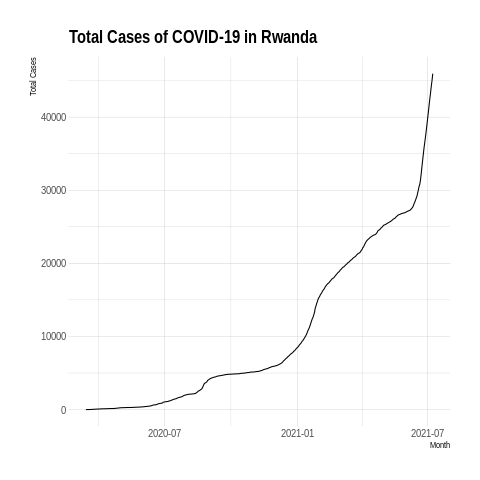 Total Cases of COVID-19 in Rwanda
Total Cases
40000
30000
20000
10000
0
2020-07
2021-01
2021-07
Month